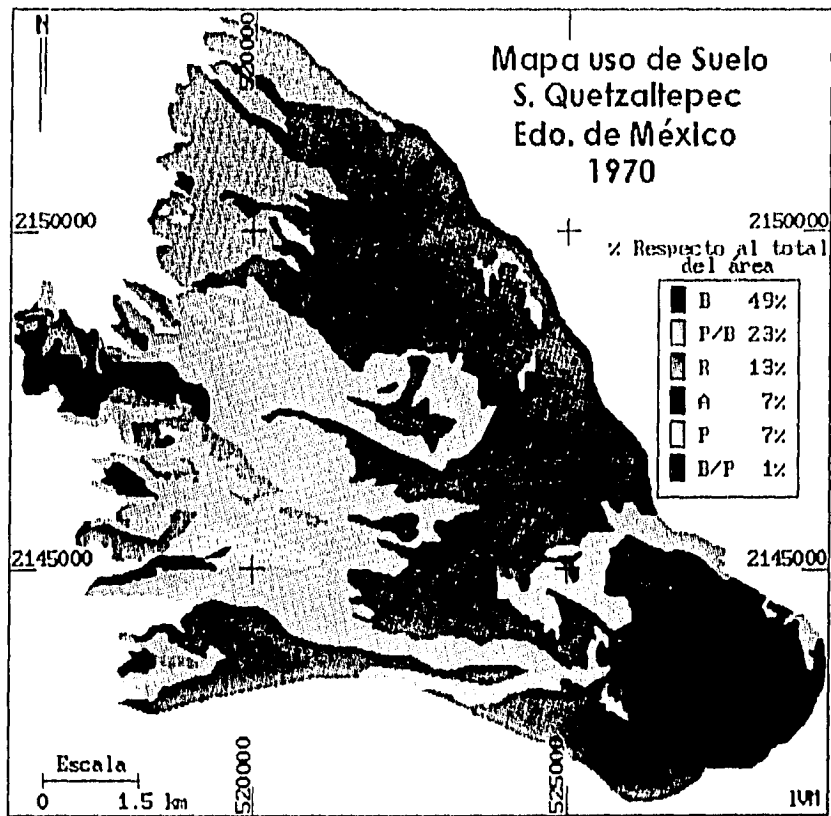 N
520000
Mapa uso de Suelo
S. Quetzaltepec
Edo. de México
1970
2150000
2150000
% Respecto al total
del área
B 49%
P/B 23%
R 13%
A 7%
P 7%
B/P 1%
2145000
2145000
Escala
0 1.5 km
520000
525000
IVM